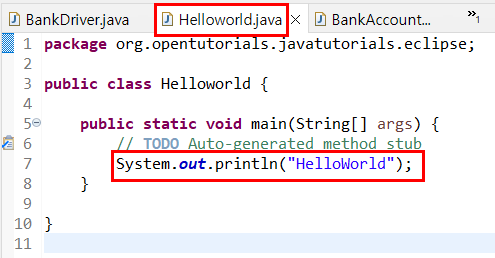 BankDriver.java Helloworld.java BankAccount... »1
1 package org.opentutorials.javatutorials.eclipse;
2
3 public class Helloworld {
4
5 public static void main(String[] args) {
6 // TODO Auto-generated method stub
7 System.out.println("HelloWorld");
8 }
9
10 }
11